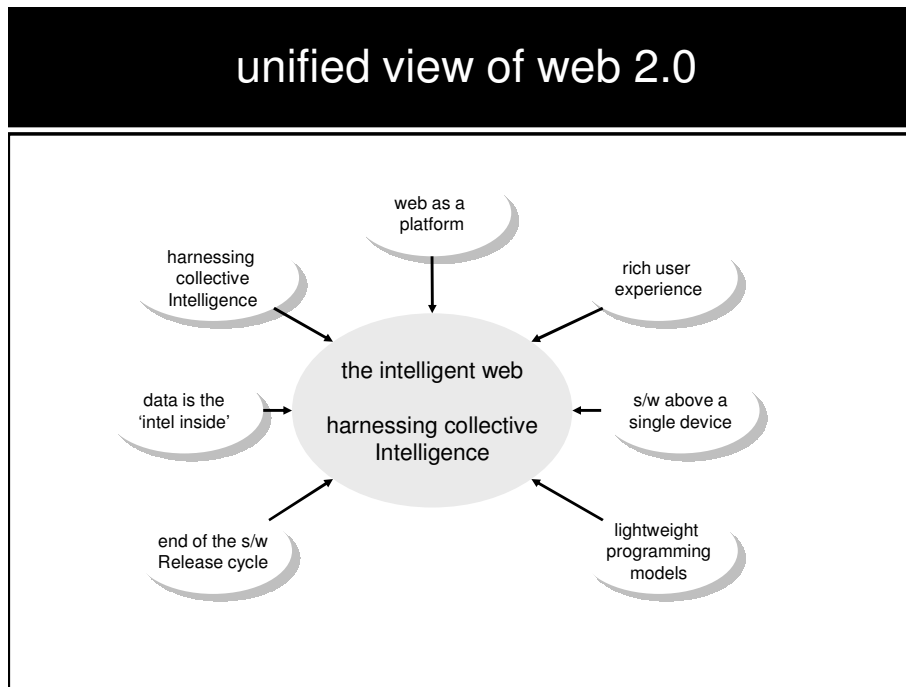 unified view of web 2.0
web as a
platform
harnessing
collective
Intelligence
rich user
experience
the intelligent web
harnessing collective
Intelligence
data is the
‘intel inside’
s/w above a
single device
end of the s/w
Release cycle
lightweight
programming
models